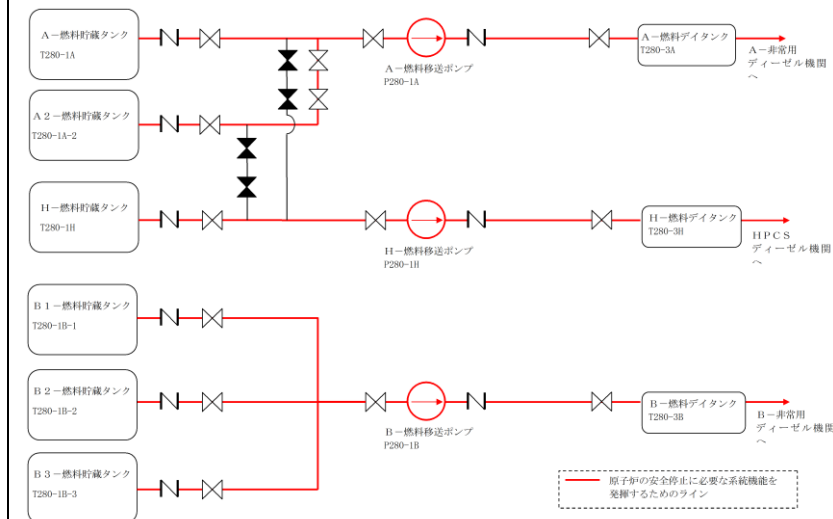 A－燃料貯蔵タンク
T280-1A
A－燃料移送ポンプ
P280-1A
A－燃料デイタンク
T280-3A
A－非常用
ディーゼル機関
へ
A2－燃料貯蔵タンク
T280-1A-2
H－燃料貯蔵タンク
T280-1H
H－燃料移送ポンプ
P280-1H
H－燃料デイタンク
T280-3H
HPCS
ディーゼル機関
へ
B1－燃料貯蔵タンク
T280-1B-1
B2－燃料貯蔵タンク
T280-1B-2
B－燃料移送ポンプ
P280-1B
B－燃料デイタンク
T280-3B
B－非常用
ディーゼル機関
へ
B3－燃料貯蔵タンク
T280-1B-3
原子炉の安全停止に必要な系統機能を
発揮するためのライン